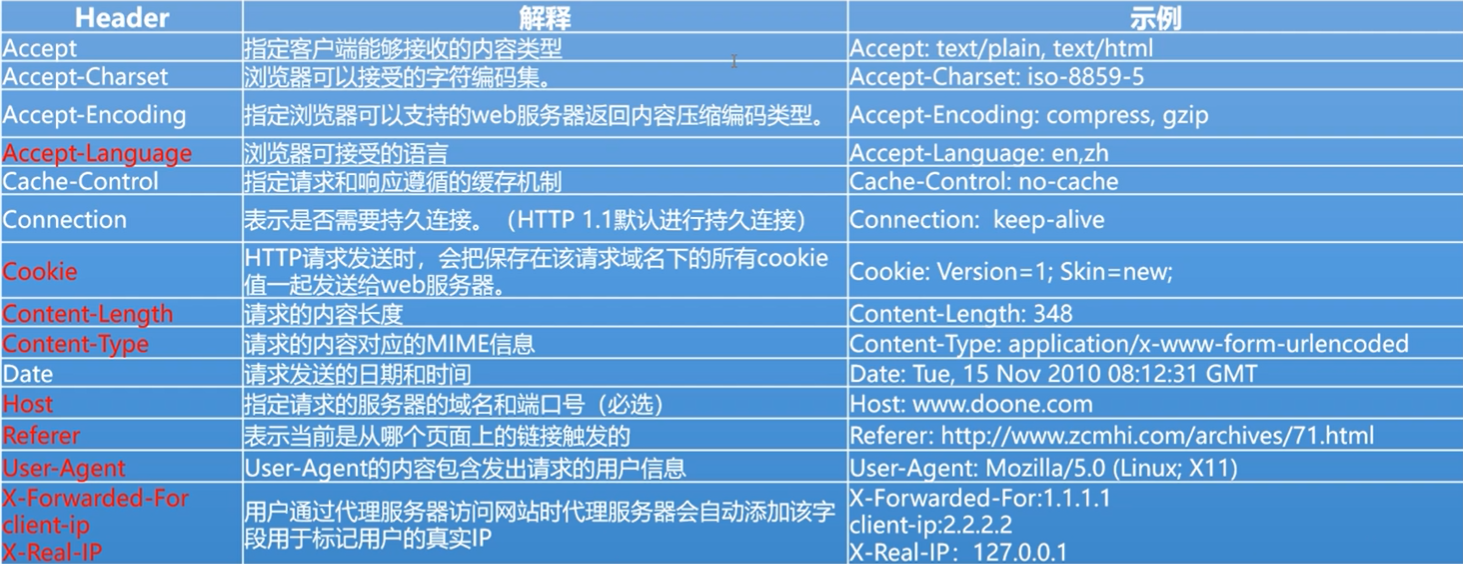 Header 解释 示例
Accept 指定客户端能够接收的内容类型 Accept: text/plain, text/html
Accept-Charset 浏览器可以接受的字符编码集。 Accept-Charset: iso-8859-5
Accept-Encoding 指定浏览器可以支持的web服务器返回内容压缩编码类型。 Accept-Encoding: compress, gzip
Accept-Language 浏览器可接受的语言 Accept-Language: en,zh
Cache-Control 指定请求和响应遵循的缓存机制 Cache-Control: no-cache
Connection 表示是否需要持久连接。（HTTP 1.1默认进行持久连接） Connection: keep-alive
Cookie HTTP请求发送时，会把保存在该请求域名下的所有cookie
值一起发送给web服务器。 Cookie: Version=1; Skin=new;
Content-Length 请求的内容长度 Content-Length: 348
Content-Type 请求的内容对应的MIME信息 Content-Type: application/x-www-form-urlencoded
Date 请求发送的日期和时间 Date: Tue, 15 Nov 2010 08:12:31 GMT
Host 指定请求的服务器的域名和端口号（必选） Host: www.doone.com
Referer 表示当前是从哪个页面上的链接触发的 Referer: http://www.zcmhi.com/archives/71.html
User-Agent User-Agent的内容包含发出请求的用户信息 User-Agent: Mozilla/5.0 (Linux; X11)
X-Forwarded-For
client-ip
X-Real-IP
用户通过代理服务器访问网站时代理服务器会自动添加该字
段用于标记用户的真实IP
X-Forwarded-For:1.1.1.1
client-ip:2.2.2.2
X-Real-IP：127.0.0.1